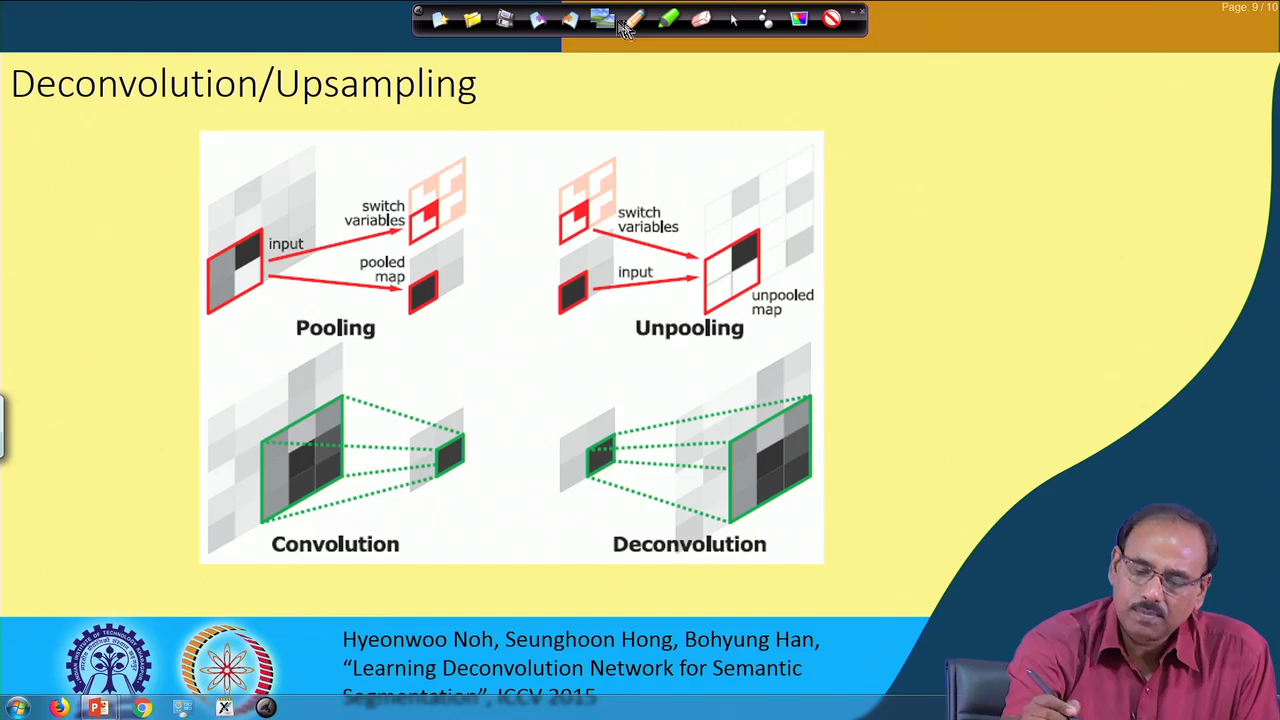 Page: 9 / 10
Deconvolution/Upsampling
switch
variables
input
pooled
map
Pooling
switch
variables
input
unpooled
map
Unpooling
Convolution
Deconvolution
Hyeonwoo Noh, Seunghoon Hong, Bohyung Han,
“Learning Deconvolution Network for Semantic
Segmentation”, ICCV 2015